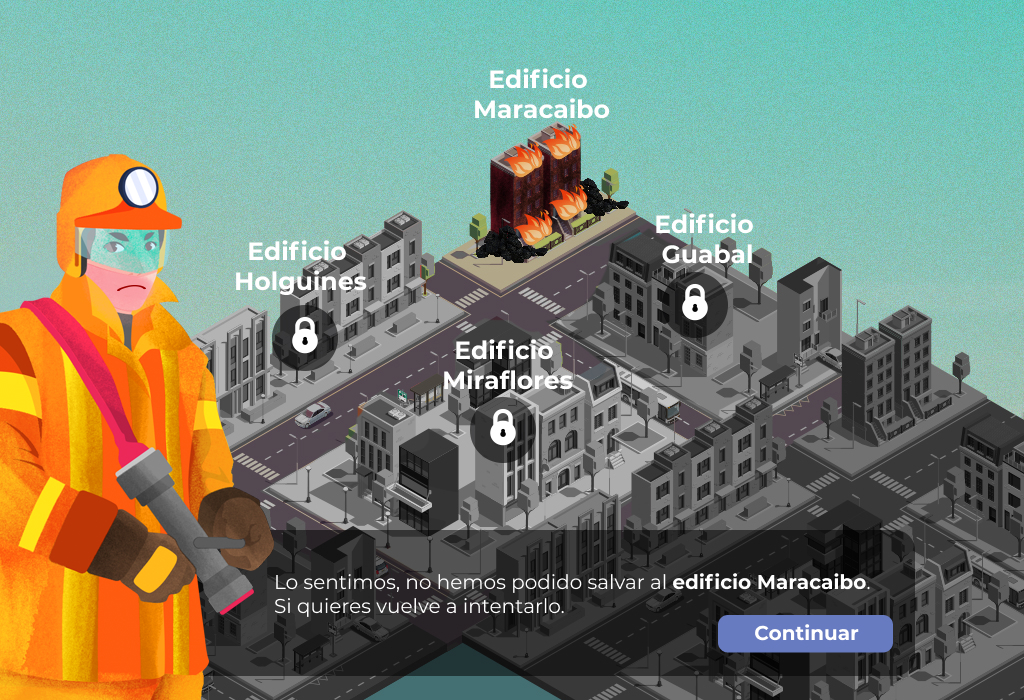 Edificio
Maracaibo
Edificio
Guabal
Edificio
Holguines
Edificio
Miraflores
Lo sentimos, no hemos podido salvar al edificio Maracaibo.
Si quieres vuelve a intentarlo.
Continuar